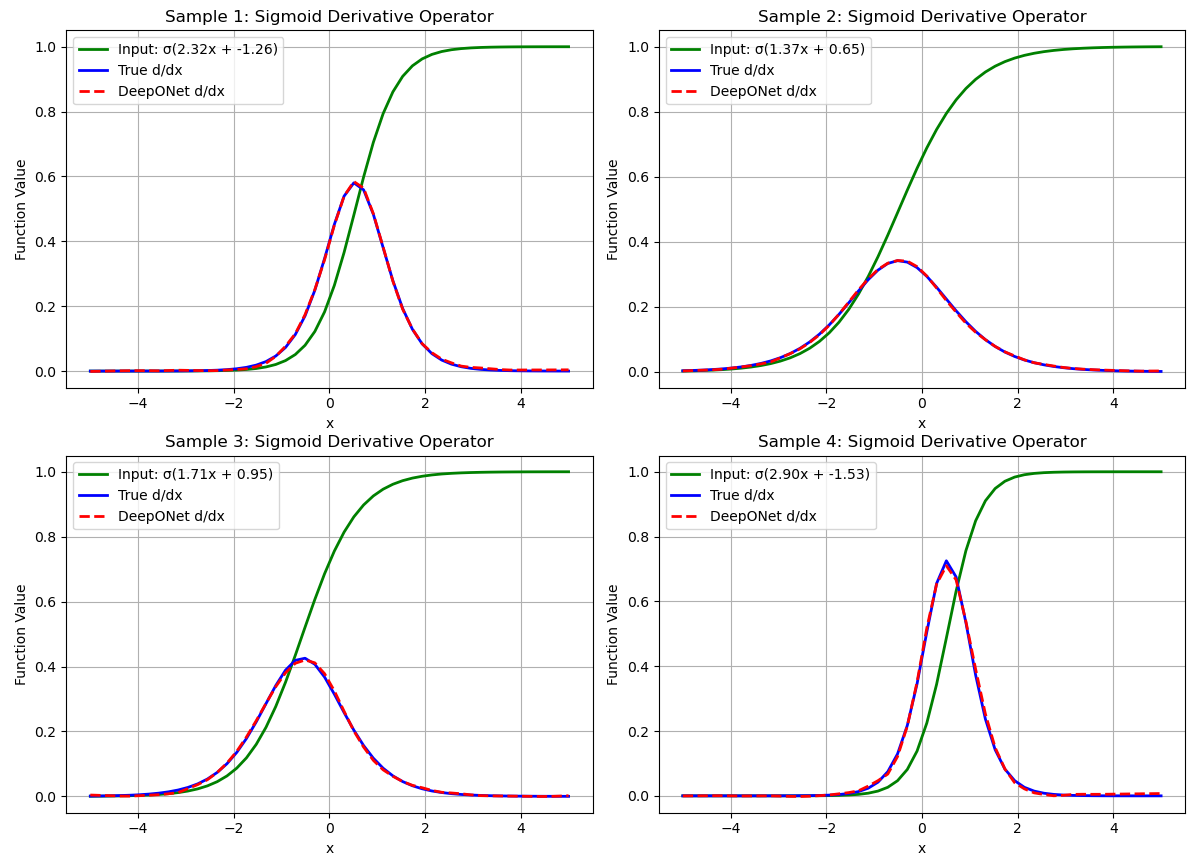 Sample 1: Sigmoid Derivative Operator
Input: σ(2.32x + -1.26)
True d/dx
DeepONet d/dx
Function Value
1.0
0.8
0.6
0.4
0.2
0.0
−4 −2 0 2 4
x
Sample 2: Sigmoid Derivative Operator
Input: σ(1.37x + 0.65)
True d/dx
DeepONet d/dx
Function Value
1.0
0.8
0.6
0.4
0.2
0.0
−4 −2 0 2 4
x
Sample 3: Sigmoid Derivative Operator
Input: σ(1.71x + 0.95)
True d/dx
DeepONet d/dx
Function Value
1.0
0.8
0.6
0.4
0.2
0.0
−4 −2 0 2 4
x
Sample 4: Sigmoid Derivative Operator
Input: σ(2.90x + -1.53)
True d/dx
DeepONet d/dx
Function Value
1.0
0.8
0.6
0.4
0.2
0.0
−4 −2 0 2 4
x